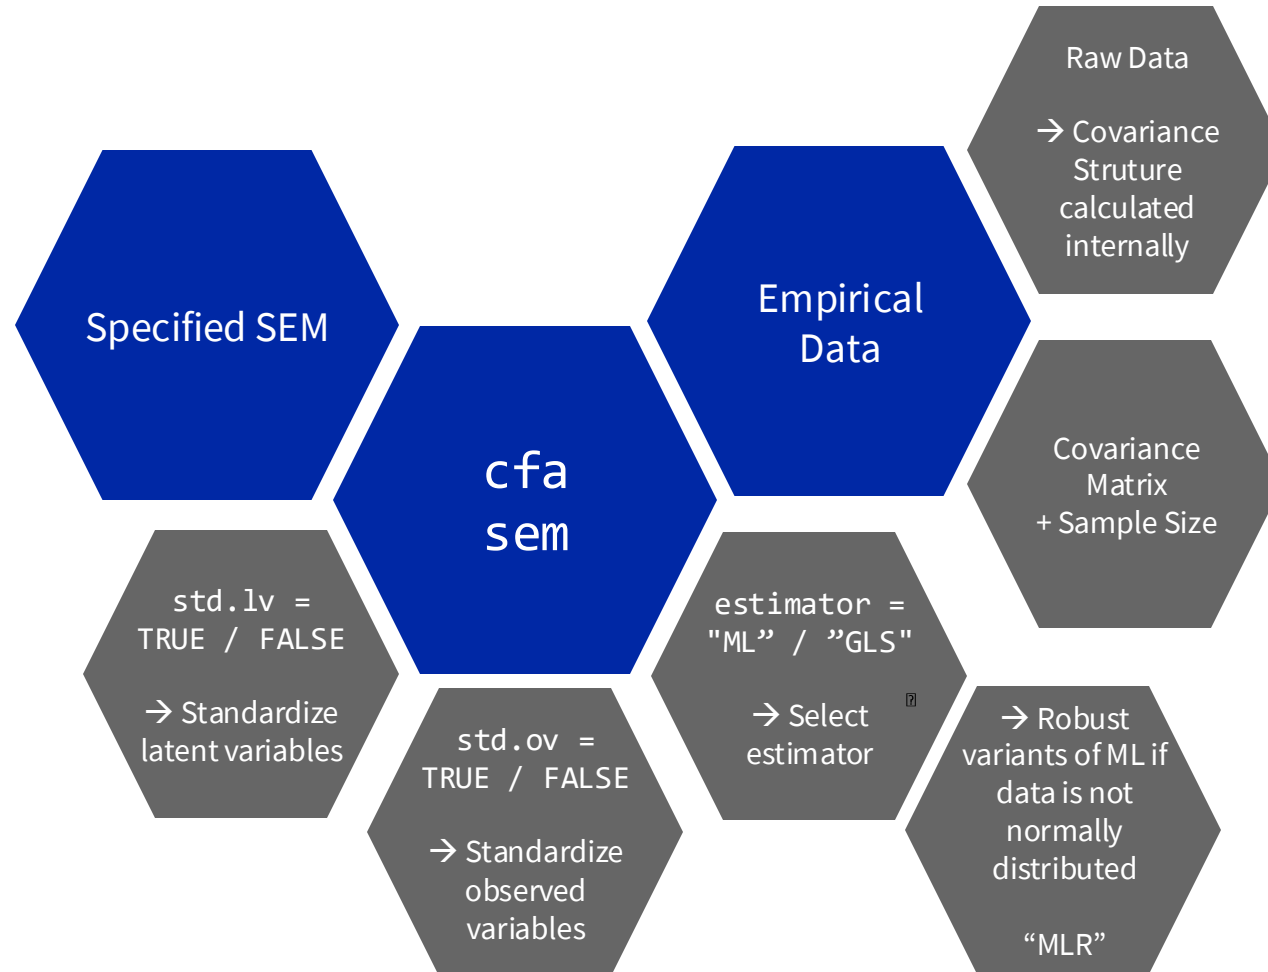 Raw Data
→ Covariance
Struture
calculated
internally
Specified SEM
Empirical
Data
cfa
sem
Covariance
Matrix
+ Sample Size
std.lv =
TRUE / FALSE
→ Standardize
latent variables
std.ov =
TRUE / FALSE
→ Standardize
observed
variables
estimator =
"ML” / ”GLS"
→ Select
estimator
→ Robust
variants of ML if
data is not
normally
distributed
“MLR”